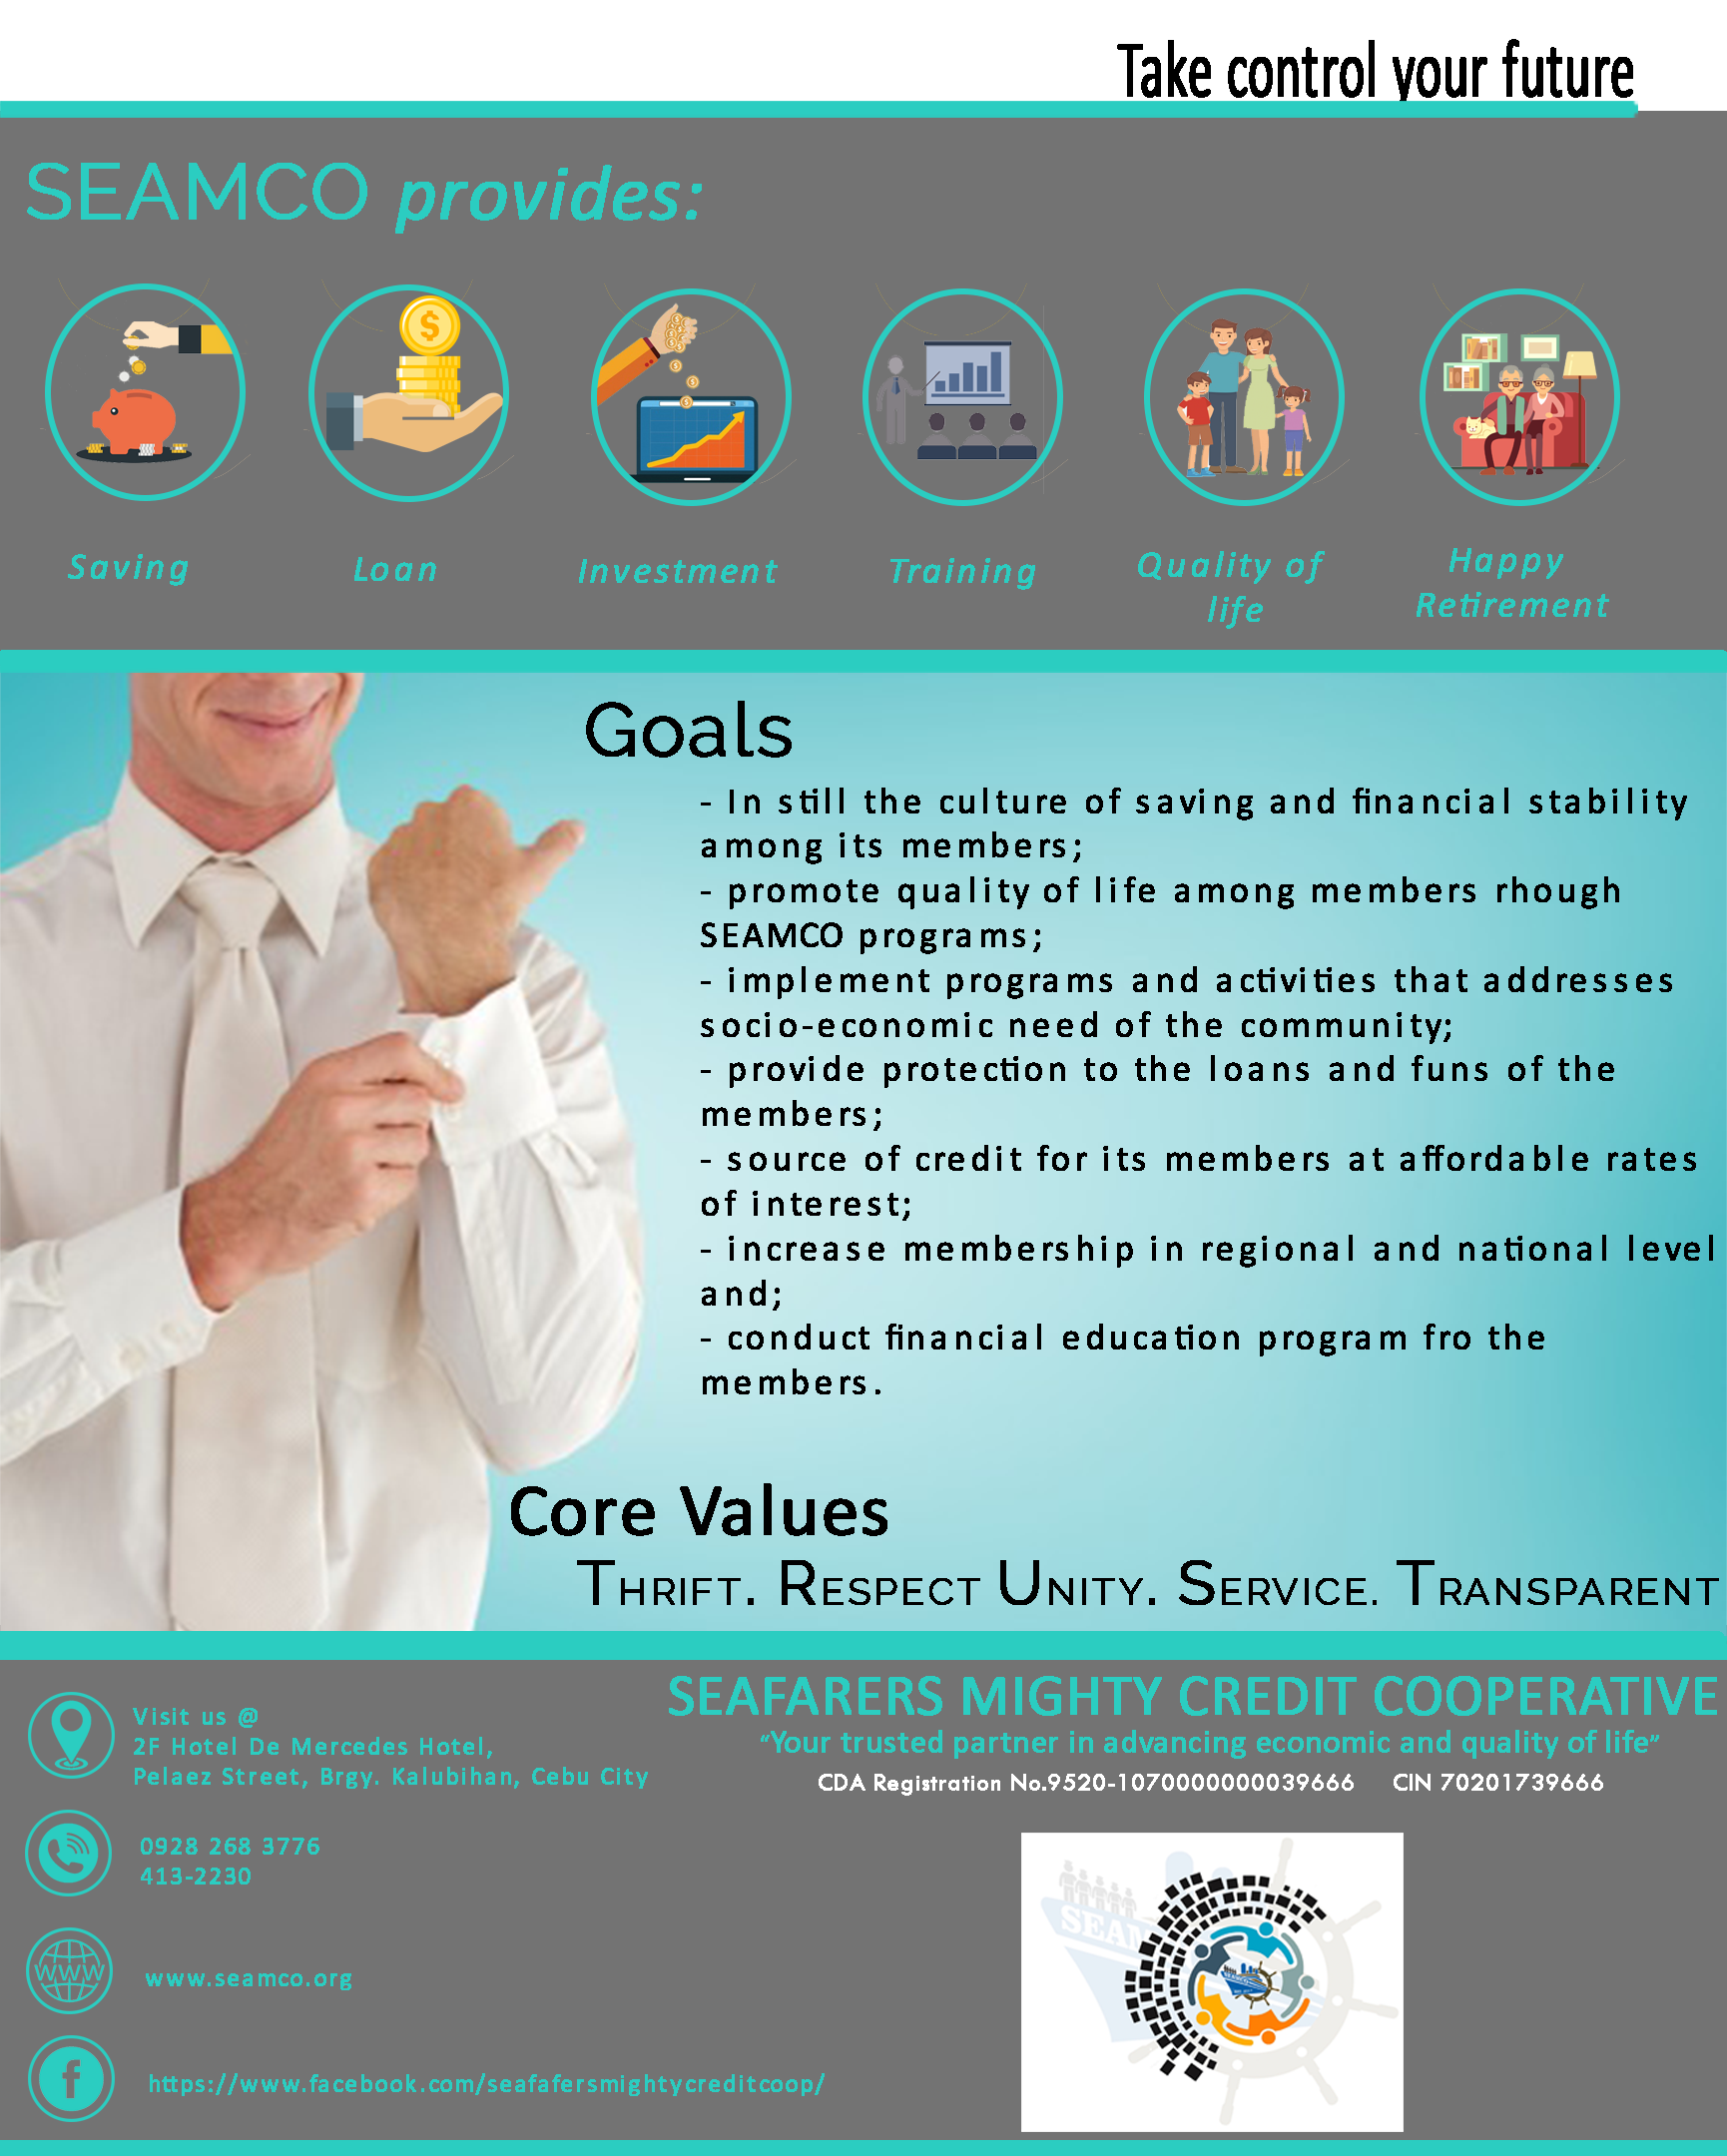 Take control your future
SEAMCO provides:
Saving
Loan
Investment
Training
Quality of
life
Happy
Retirement
Goals
- In still the culture of saving and financial stability
among its members;
- promote quality of life among members rhough
SEAMCO programs;
- implement programs and activities that addresses
socio-economic need of the community;
- provide protection to the loans and funs of the
members;
- source of credit for its members at affordable rates
of interest;
- increase membership in regional and national level
and;
- conduct financial education program fro the
members.
Core Values
THRIFT. RESPECT UNITY. SERVICE. TRANSPARENT
SEAFARERS MIGHTY CREDIT COOPERATIVE
“Your trusted partner in advancing economic and quality of life”
CDA Registration No.9520-1070000000039666 CIN 70201739666
Visit us @
2F Hotel De Mercedes Hotel,
Pelaez Street, Brgy. Kalubihan, Cebu City
0928 268 3776
413-2230
www
www.seamco.org
f
https://www.facebook.com/seafafersmightycreditcoop/
SEAM
SEAMCO